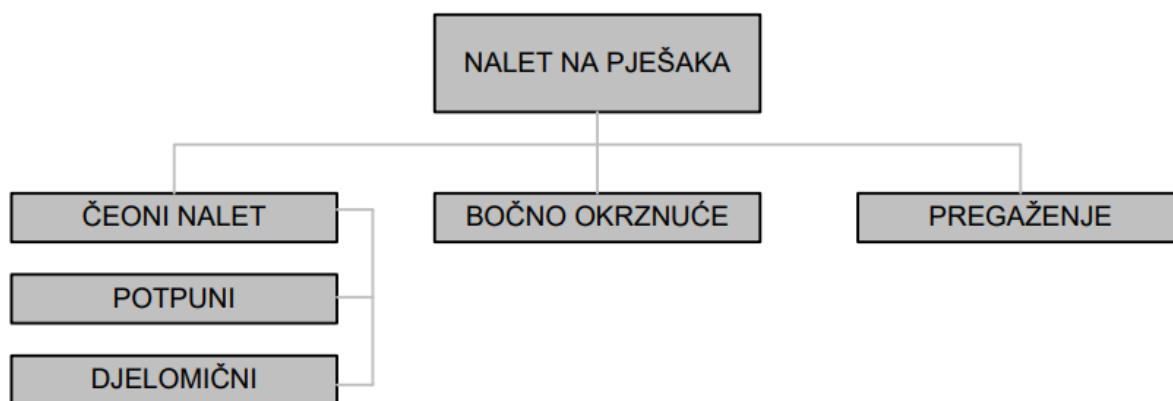 NALET NA PJEŠAKA
ČEONI NALET
BOČNO OKRZNUĆE
PREGAŽENJE
POTPUNI
DJELOMIČNI